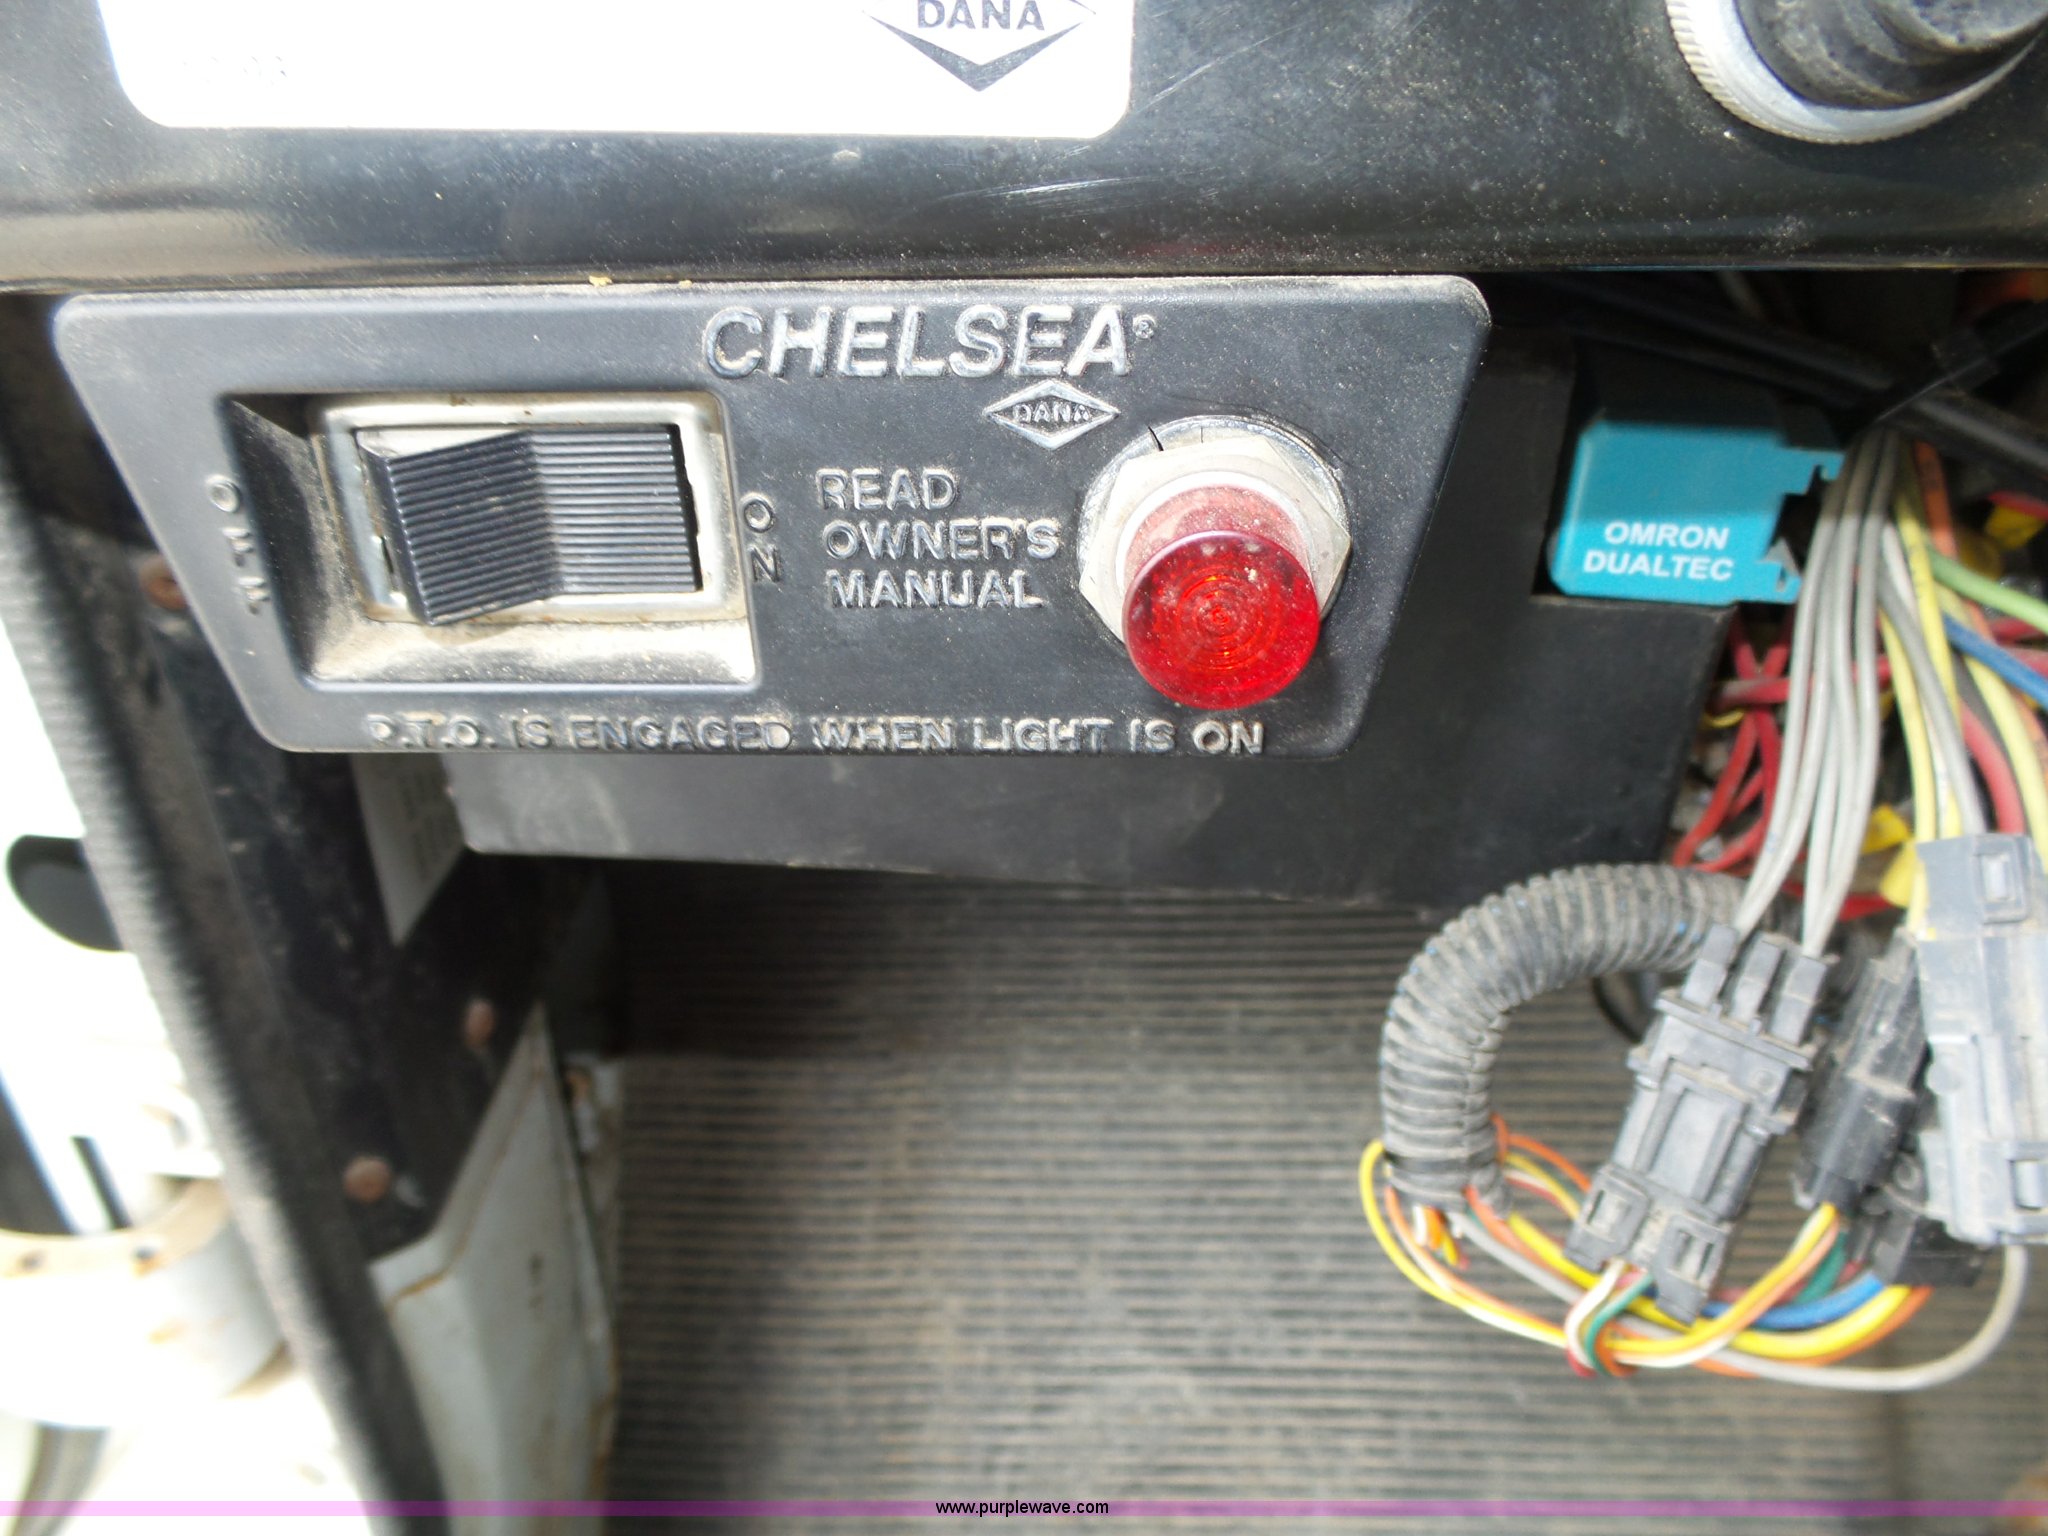 DANA
CHELSEA®
DANA
OFF
ON
READ
OWNER'S
MANUAL
P.T.O. IS ENGAGED WHEN LIGHT IS ON
OMRON
DUALTEC
www.purplewave.com